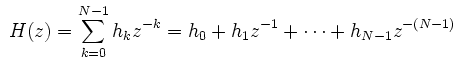 H(z) = \sum_{k=0}^{N-1} h_k z^{-k} = h_0 + h_1 z^{-1} + \cdots + h_{N-1} z^{-(N-1)}